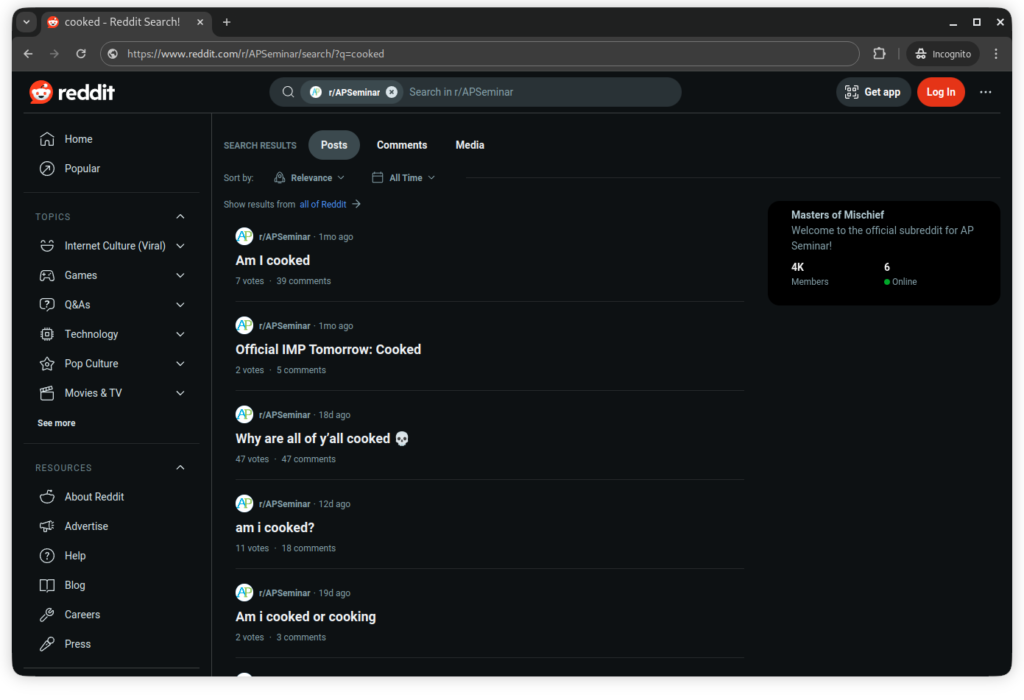 cooked - Reddit Search!
https://www.reddit.com/r/APSeminar/search/?q=cooked
Incognito
reddit
r/APSeminar
Search in r/APSeminar
Get app
Log In
Home
Popular
TOPICS
Internet Culture (Viral)
Games
Q&As
Technology
Pop Culture
Movies & TV
See more
RESOURCES
About Reddit
Advertise
Help
Blog
Careers
Press
SEARCH RESULTS
Posts
Comments
Media
Sort by:
Relevance
All Time
Show results from all of Reddit
AP
r/APSeminar · 1mo ago
Am I cooked
7 votes · 39 comments
AP
r/APSeminar · 1mo ago
Official IMP Tomorrow: Cooked
2 votes · 5 comments
AP
r/APSeminar · 18d ago
Why are all of y’all cooked 💀
47 votes · 47 comments
AP
r/APSeminar · 12d ago
am i cooked?
11 votes · 18 comments
AP
r/APSeminar · 19d ago
Am i cooked or cooking
2 votes · 3 comments
Masters of Mischief
Welcome to the official subreddit for AP
Seminar!
4K
Members
6
Online